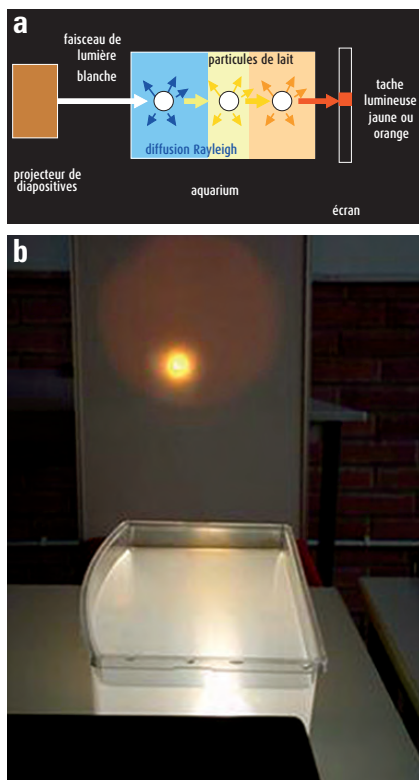 a
faisceau de
lumière
blanche
particules de lait
tache
lumineuse
jaune ou
orange
diffusion Rayleigh
projecteur de
diapositives
aquarium
écran
b